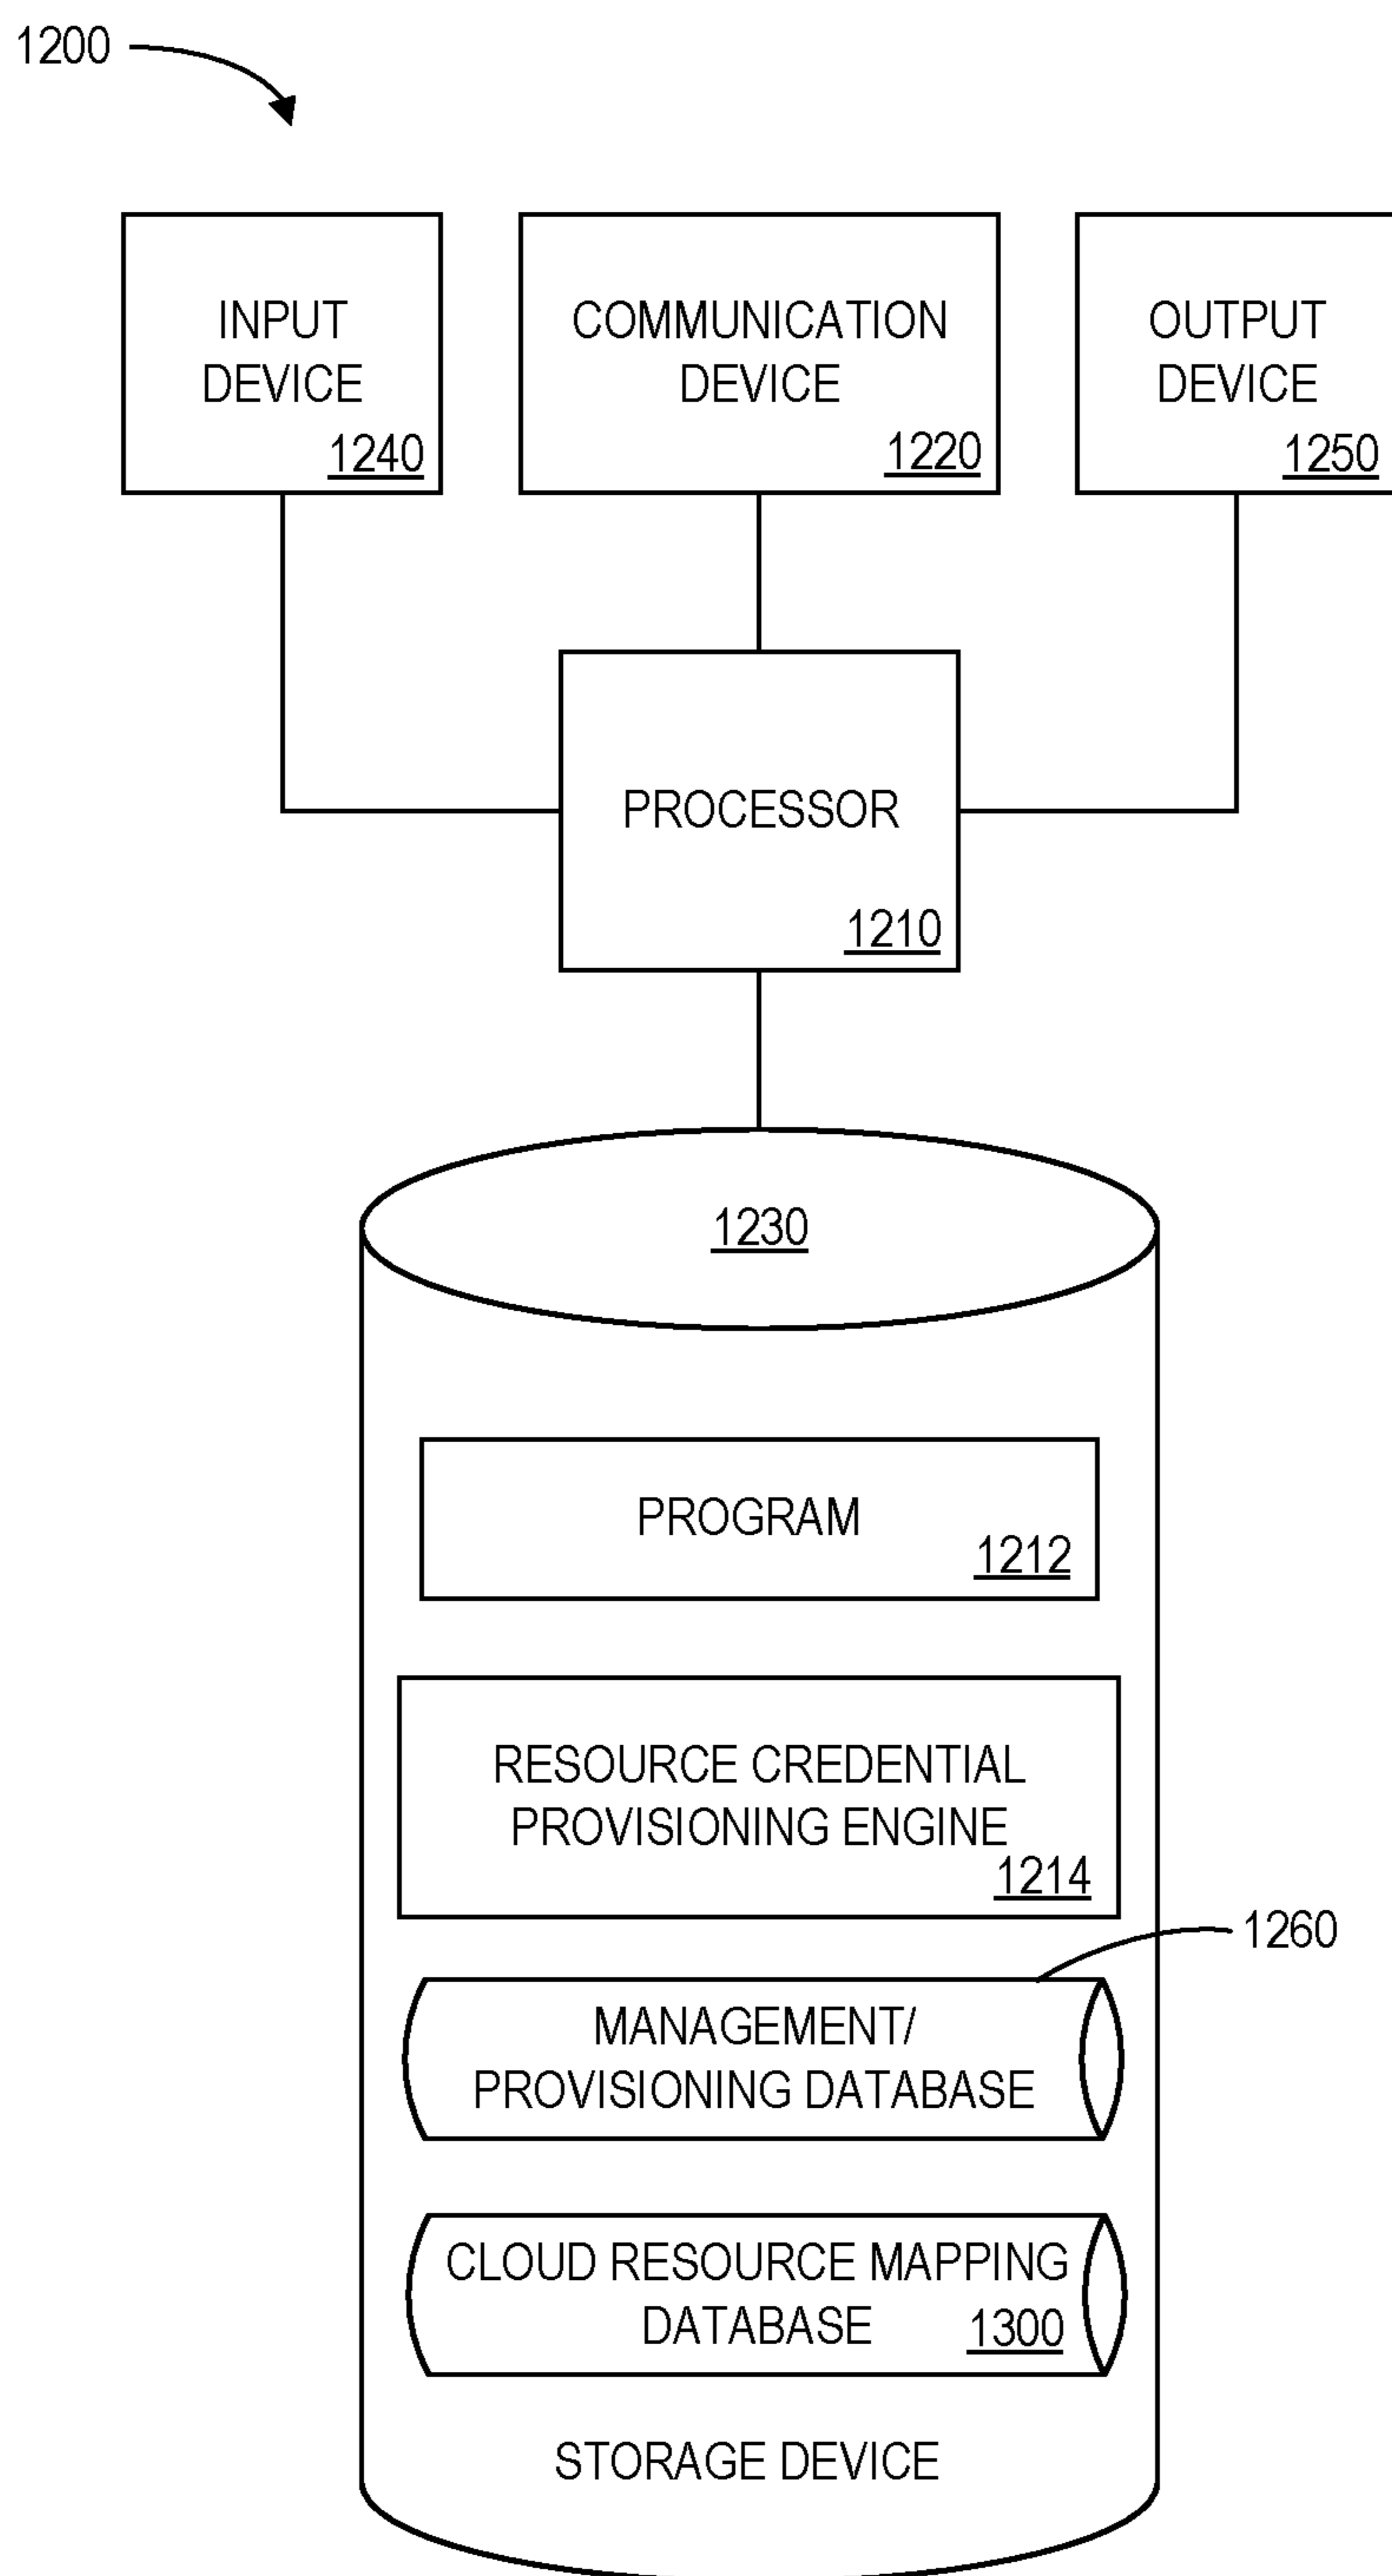 1200
INPUT
DEVICE
1240
COMMUNICATION
DEVICE
1220
OUTPUT
DEVICE
1250
PROCESSOR
1210
1230
PROGRAM
1212
RESOURCE CREDENTIAL
PROVISIONING ENGINE
1214
1260
MANAGEMENT/
PROVISIONING DATABASE
CLOUD RESOURCE MAPPING
DATABASE 1300
STORAGE DEVICE